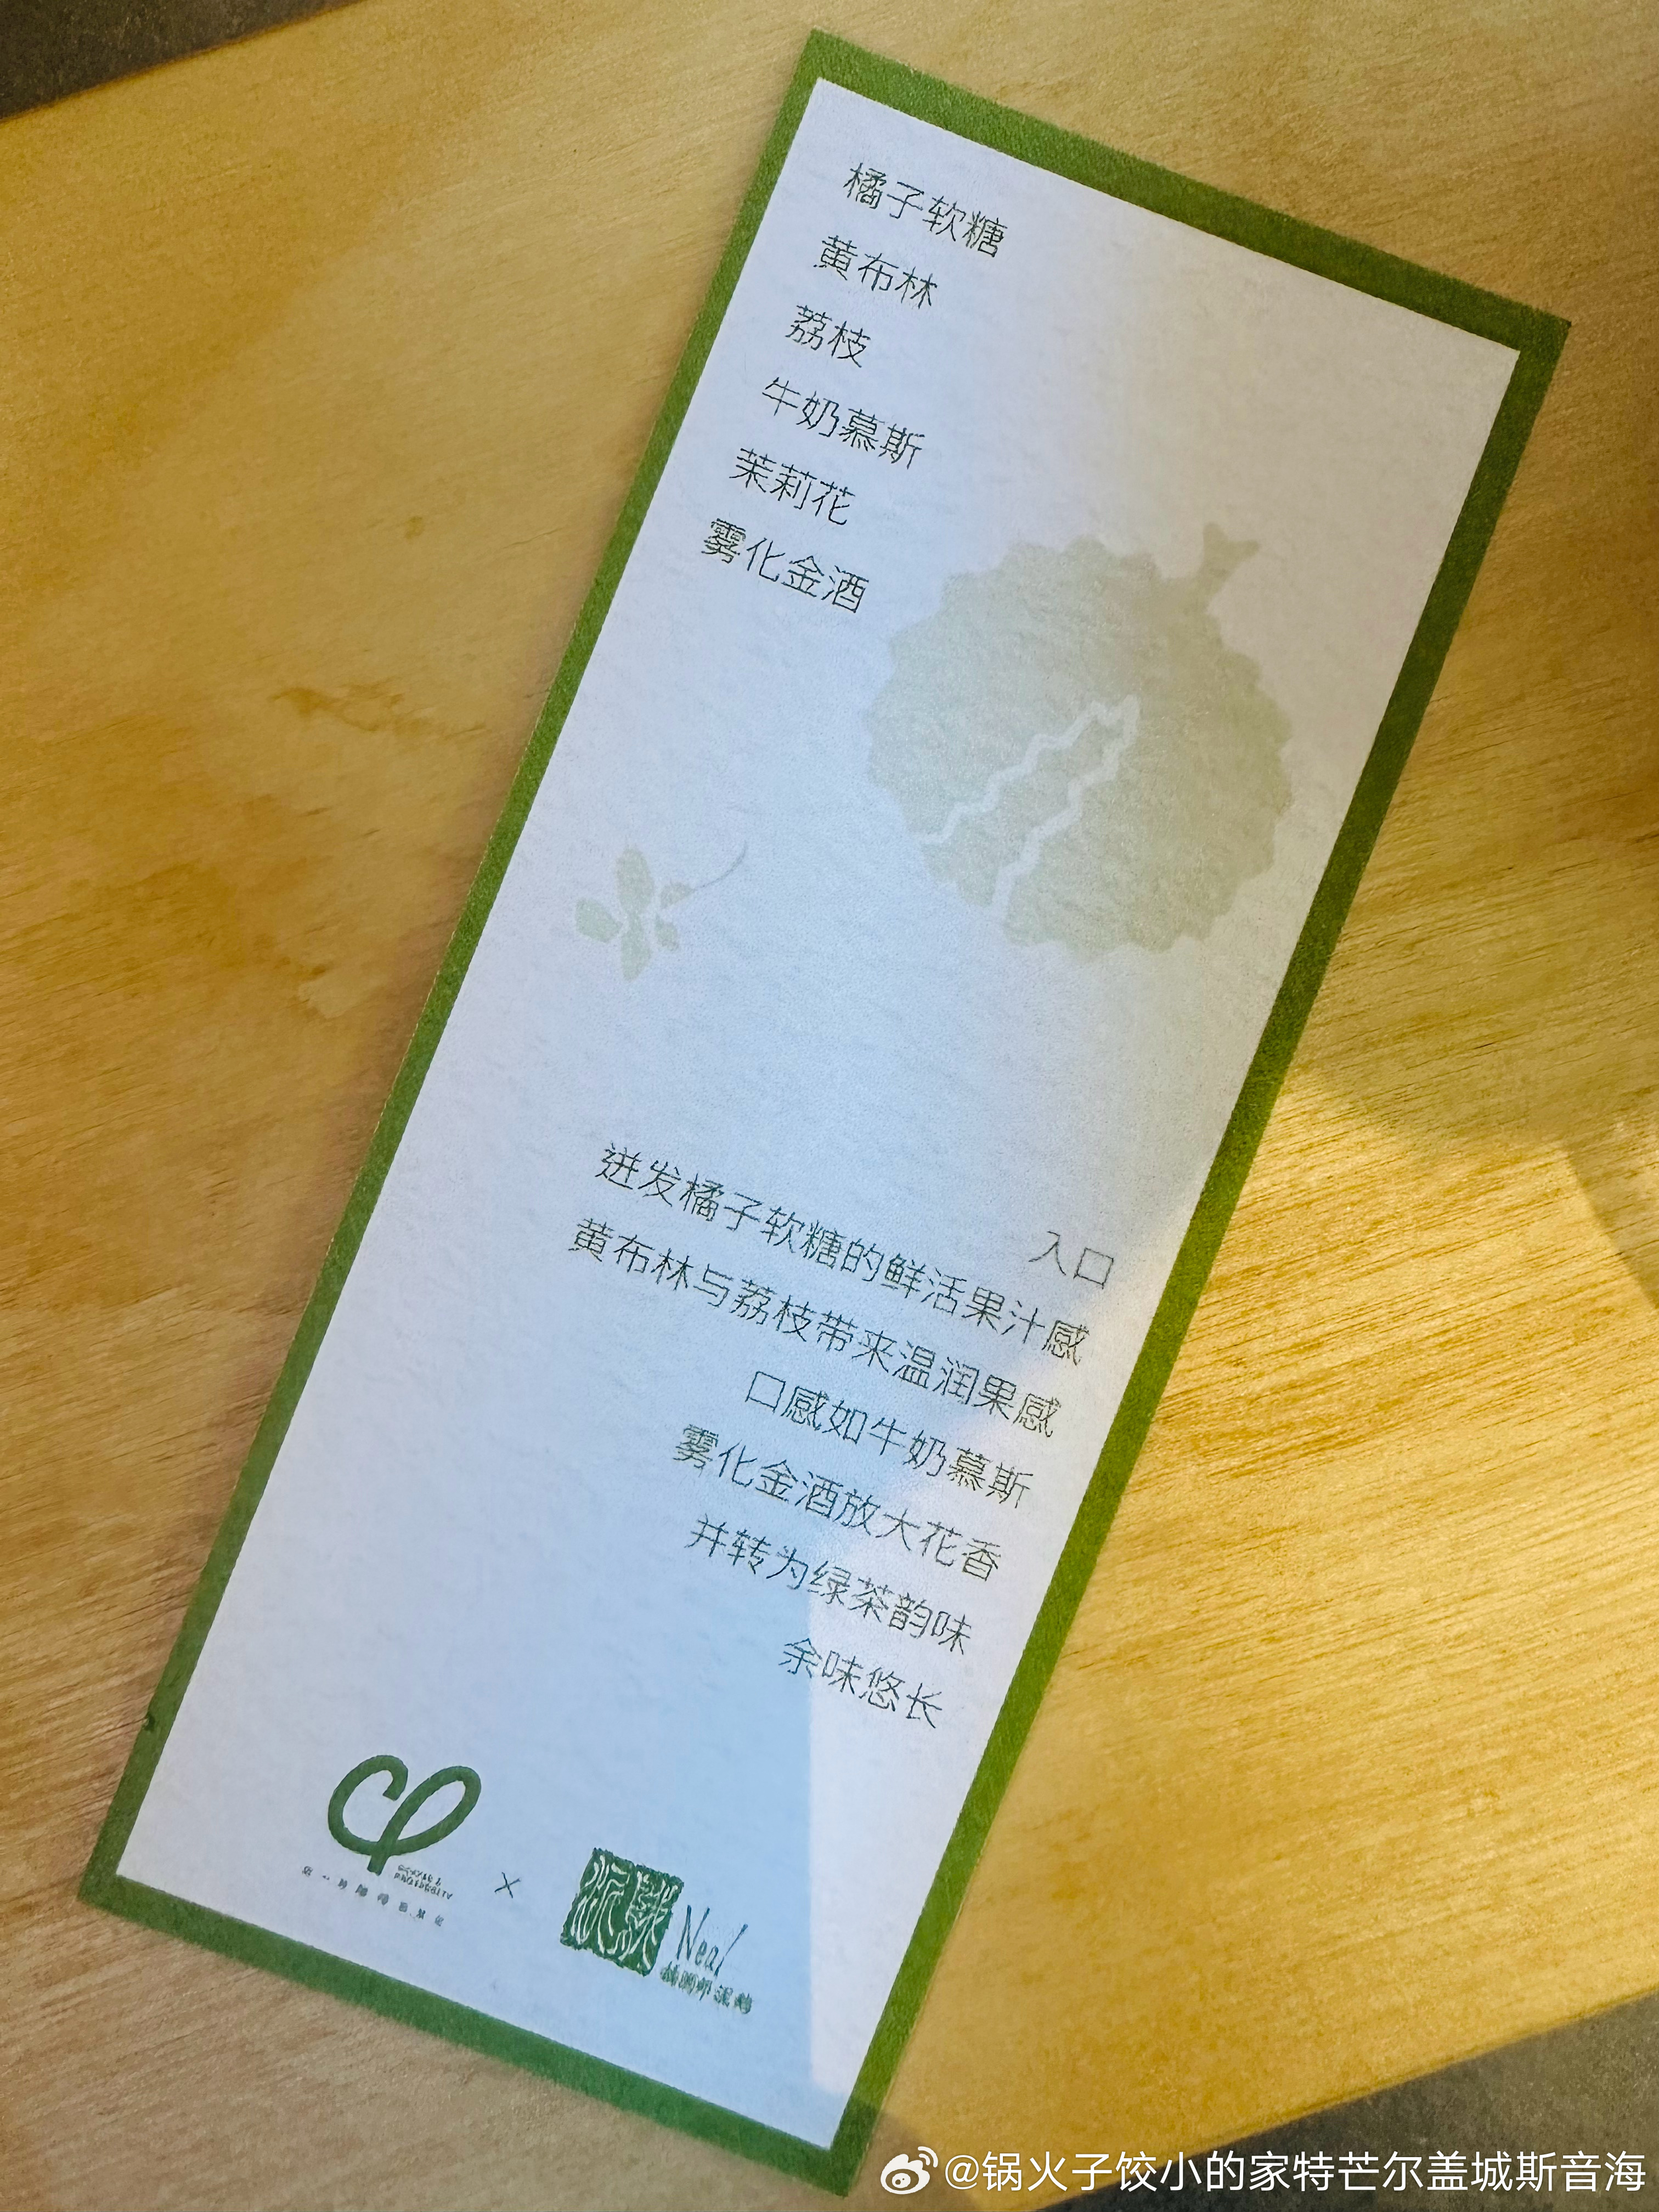 橘子软糖
黄布林
荔枝
牛奶慕斯
茉莉花
雾化金酒
入口
迸发橘子软糖的鲜活果汁感
黄布林与荔枝带来温润果感
口感如牛奶慕斯
雾化金酒放大花香
并转为绿茶韵味
余味悠长
×
Neal
@锅火子饺小的家特芒尔盖城斯音海